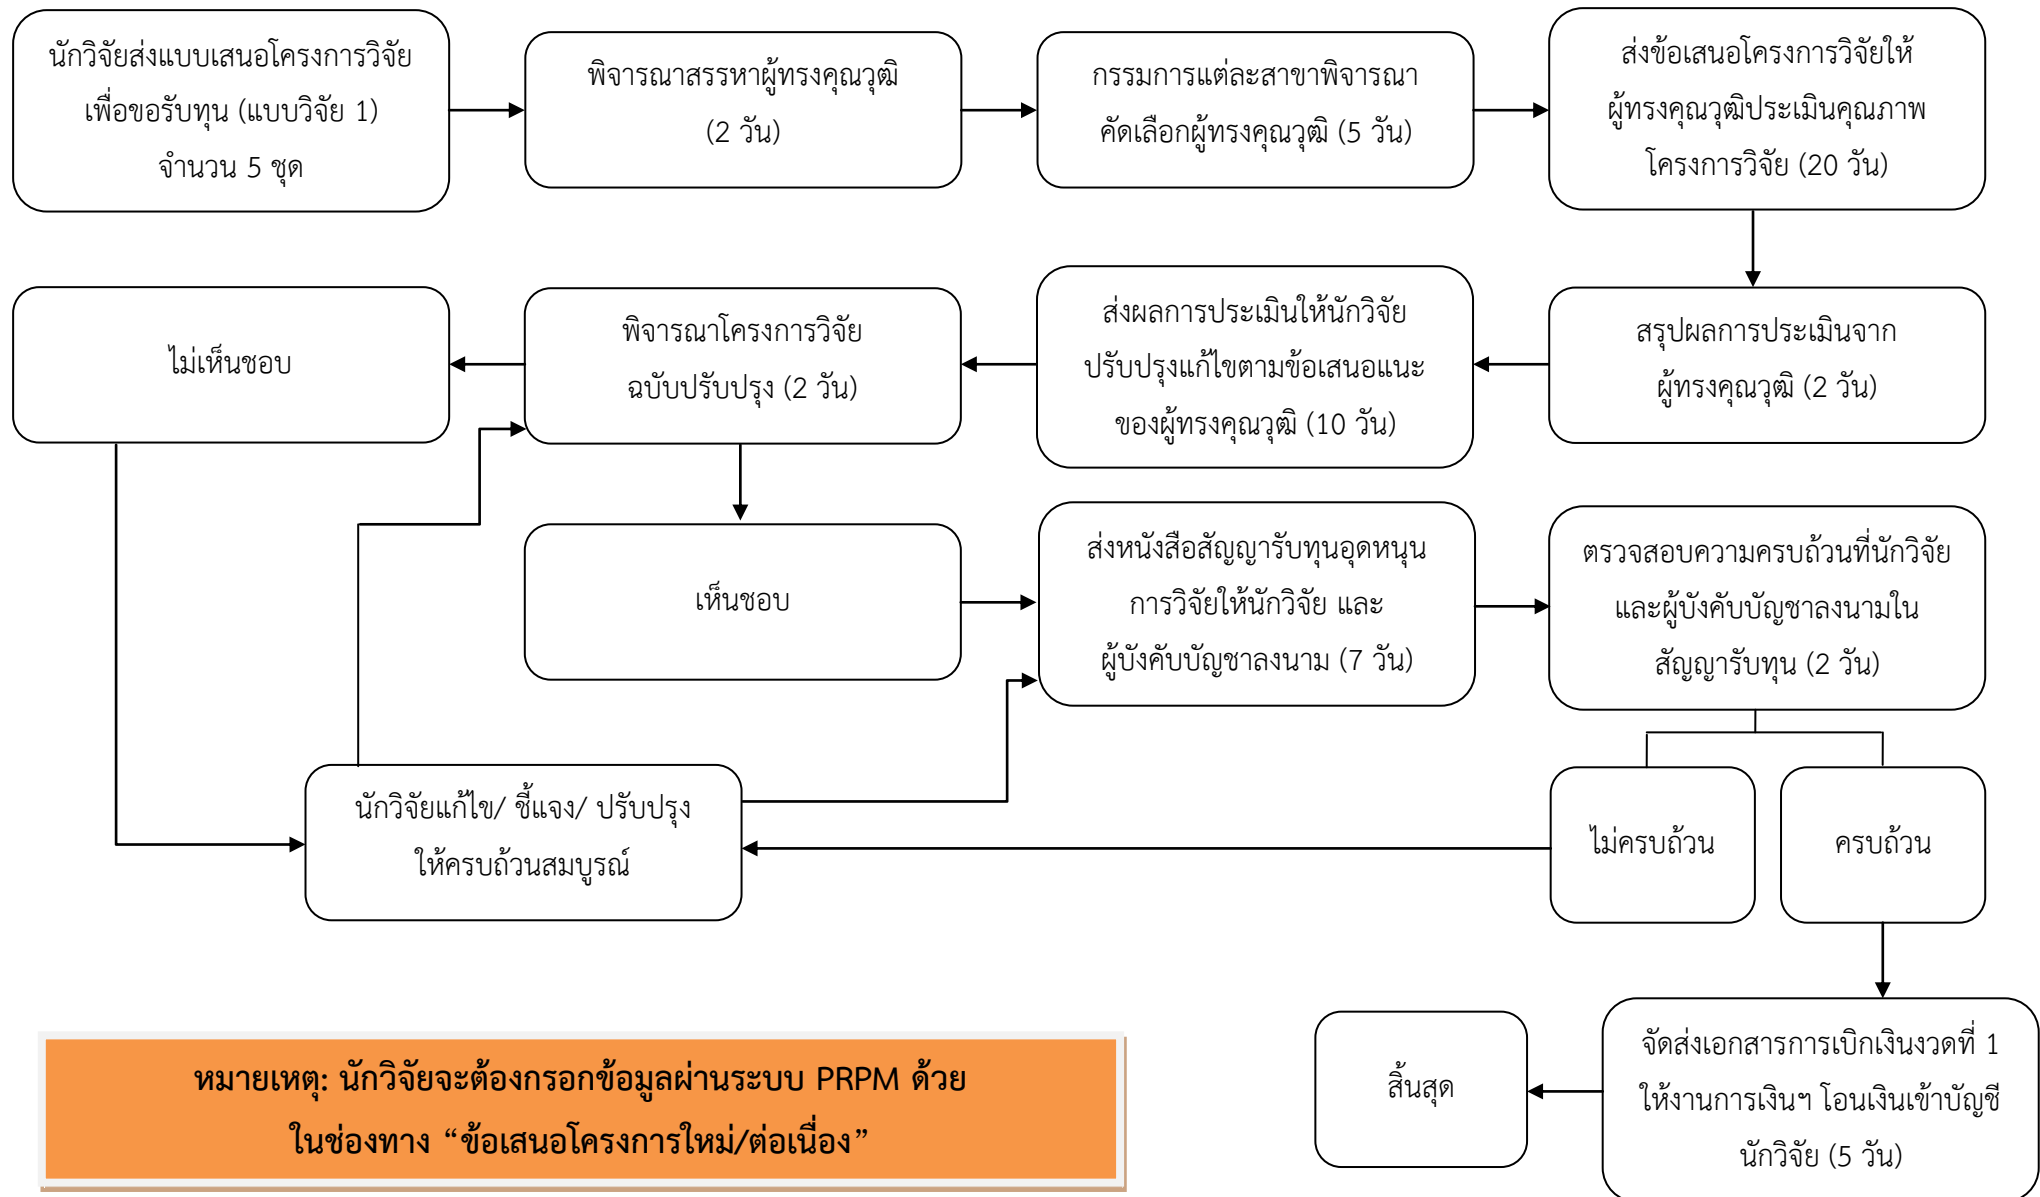 นักวิจัยส่งแบบเสนอโครงการวิจัย
เพื่อขอรับทุน (แบบวิจัย 1)
จำนวน 5 ชุด
พิจารณาสรรหาผู้ทรงคุณวุฒิ
(2 วัน)
กรรมการแต่ละสาขาพิจารณา
คัดเลือกผู้ทรงคุณวุฒิ (5 วัน)
ส่งข้อเสนอโครงการวิจัยให้
ผู้ทรงคุณวุฒิประเมินคุณภาพ
โครงการวิจัย (20 วัน)
สรุปผลการประเมินจาก
ผู้ทรงคุณวุฒิ (2 วัน)
ส่งผลการประเมินให้นักวิจัย
ปรับปรุงแก้ไขตามข้อเสนอแนะ
ของผู้ทรงคุณวุฒิ (10 วัน)
พิจารณาโครงการวิจัย
ฉบับปรับปรุง (2 วัน)
ไม่เห็นชอบ
เห็นชอบ
ส่งหนังสือสัญญารับทุนอุดหนุน
การวิจัยให้นักวิจัย และ
ผู้บังคับบัญชาลงนาม (7 วัน)
ตรวจสอบความครบถ้วนที่นักวิจัย
และผู้บังคับบัญชาลงนามใน
สัญญารับทุน (2 วัน)
นักวิจัยแก้ไข/ ชี้แจง/ ปรับปรุง
ให้ครบถ้วนสมบูรณ์
ไม่ครบถ้วน
ครบถ้วน
จัดส่งเอกสารการเบิกเงินงวดที่ 1
ให้งานการเงินฯ โอนเงินเข้าบัญชี
นักวิจัย (5 วัน)
สิ้นสุด
หมายเหตุ: นักวิจัยจะต้องกรอกข้อมูลผ่านระบบ PRPM ด้วย
ในช่องทาง “ข้อเสนอโครงการใหม่/ต่อเนื่อง”